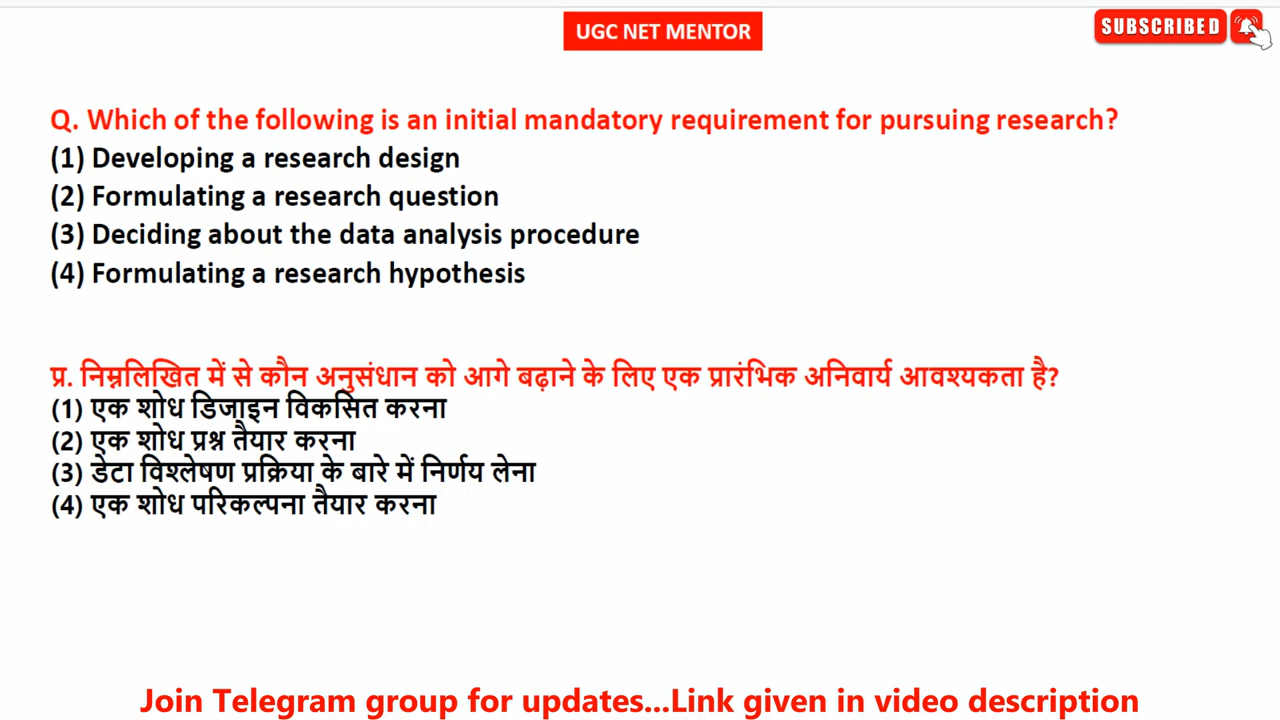 UGC NET MENTOR
SUBSCRIBED
Q. Which of the following is an initial mandatory requirement for pursuing research?
(1) Developing a research design
(2) Formulating a research question
(3) Deciding about the data analysis procedure
(4) Formulating a research hypothesis
प्र. निम्नलिखित में से कौन अनुसंधान को आगे बढ़ाने के लिए एक प्रारंभिक अनिवार्य आवश्यकता है?
(1) एक शोध डिजाइन विकसित करना
(2) एक शोध प्रश्न तैयार करना
(3) डेटा विश्लेषण प्रक्रिया के बारे में निर्णय लेना
(4) एक शोध परिकल्पना तैयार करना
Join Telegram group for updates...Link given in video description